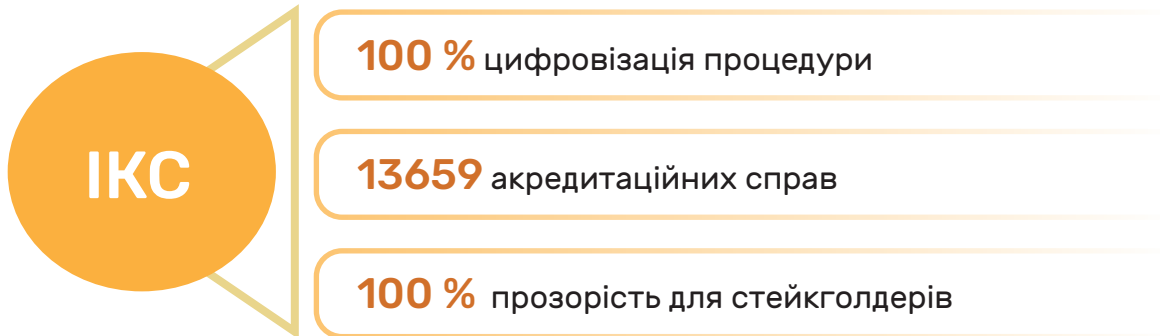 ІКС
100 % цифровізація процедури
13659 акредитаційних справ
100 % прозорість для стейкголдерів